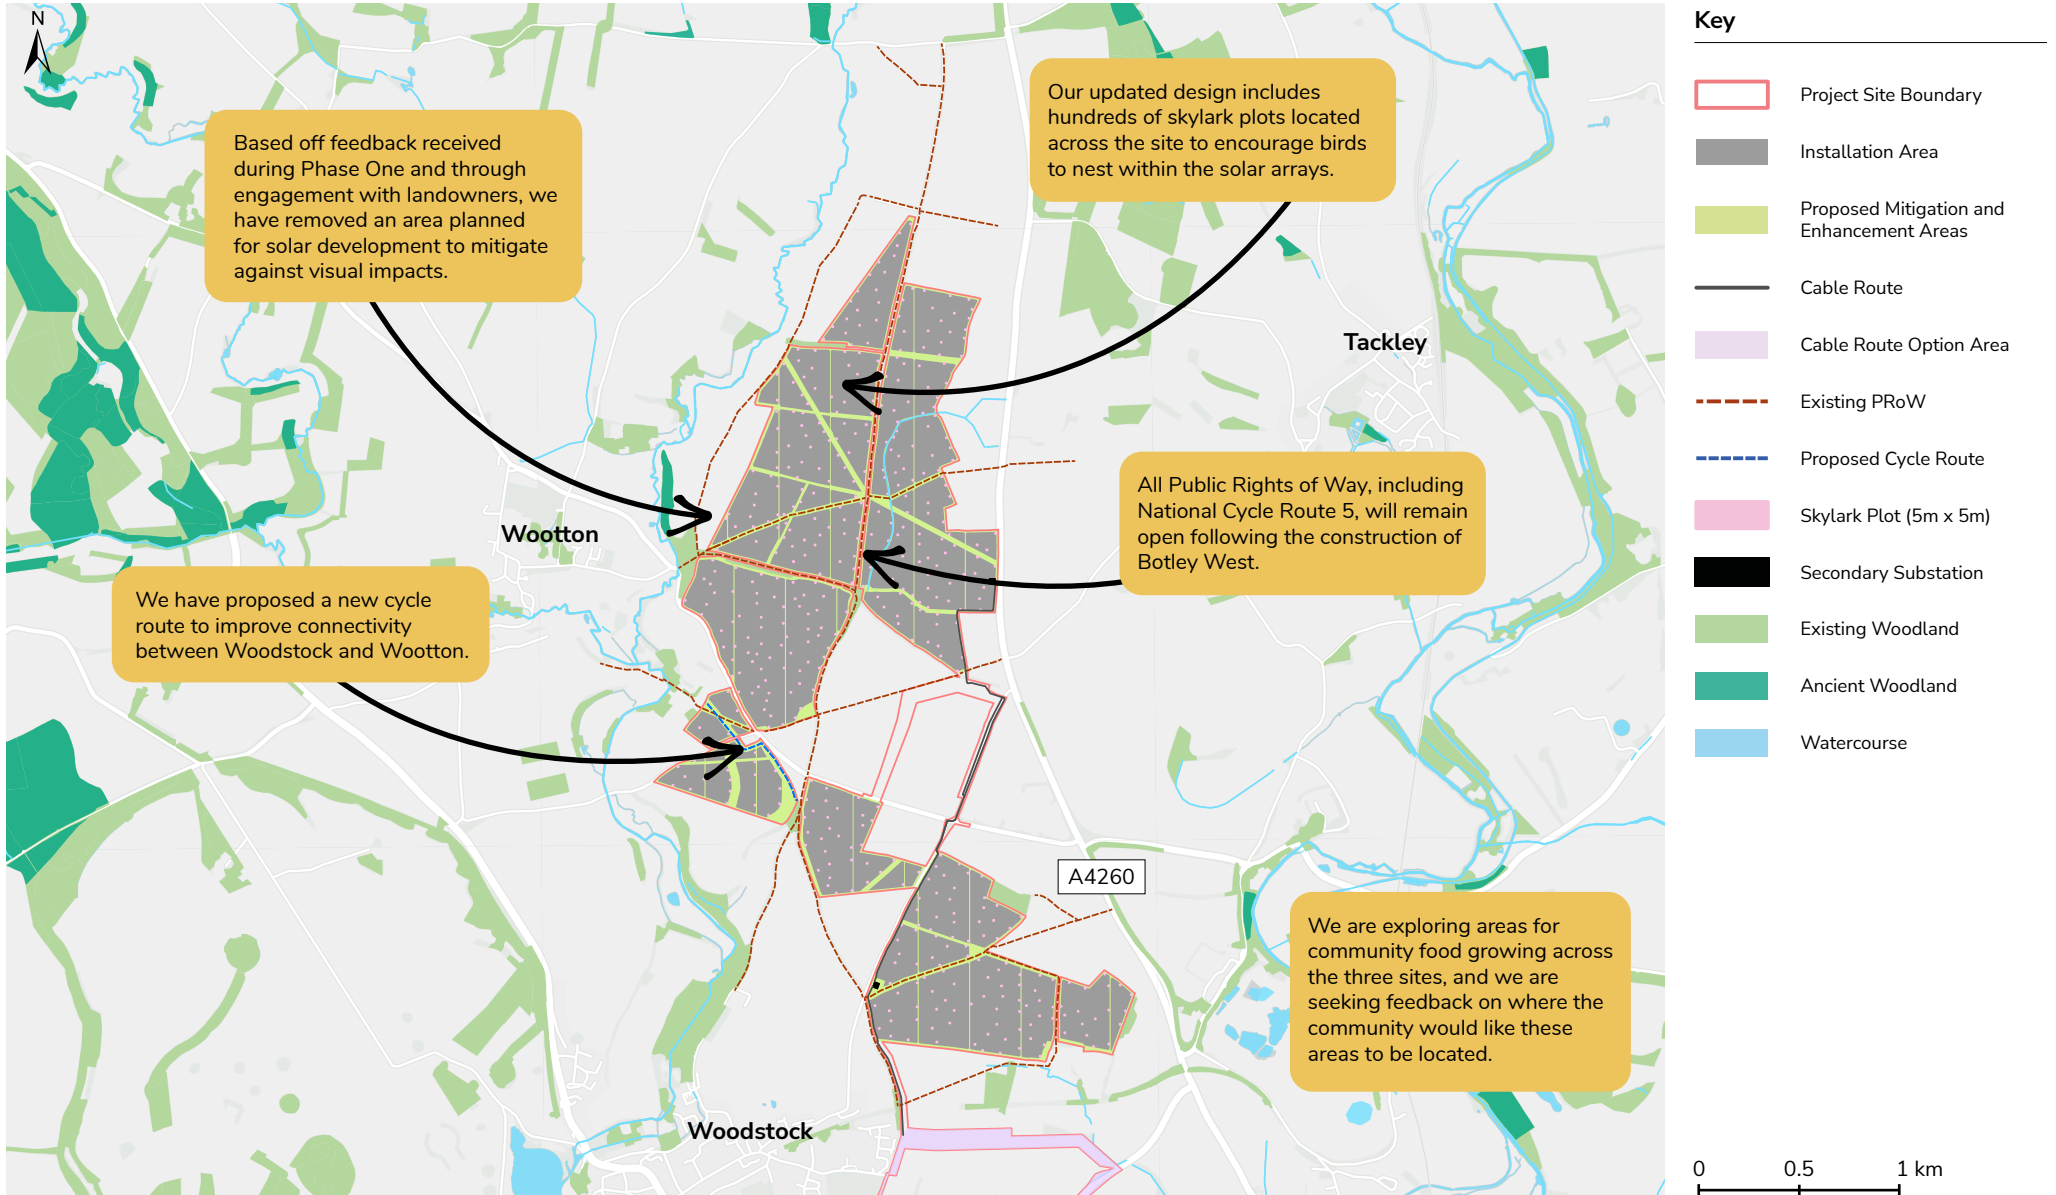 N
Based off feedback received
during Phase One and through
engagement with landowners, we
have removed an area planned
for solar development to mitigate
against visual impacts.
Our updated design includes
hundreds of skylark plots located
across the site to encourage birds
to nest within the solar arrays.
Tackley
All Public Rights of Way, including
National Cycle Route 5, will remain
open following the construction of
Botley West.
Wootton
We have proposed a new cycle
route to improve connectivity
between Woodstock and Wootton.
A4260
We are exploring areas for
community food growing across
the three sites, and we are
seeking feedback on where the
community would like these
areas to be located.
Woodstock
Key
Project Site Boundary
Installation Area
Proposed Mitigation and
Enhancement Areas
Cable Route
Cable Route Option Area
Existing PRoW
Proposed Cycle Route
Skylark Plot (5m x 5m)
Secondary Substation
Existing Woodland
Ancient Woodland
Watercourse
0 0.5 1 km